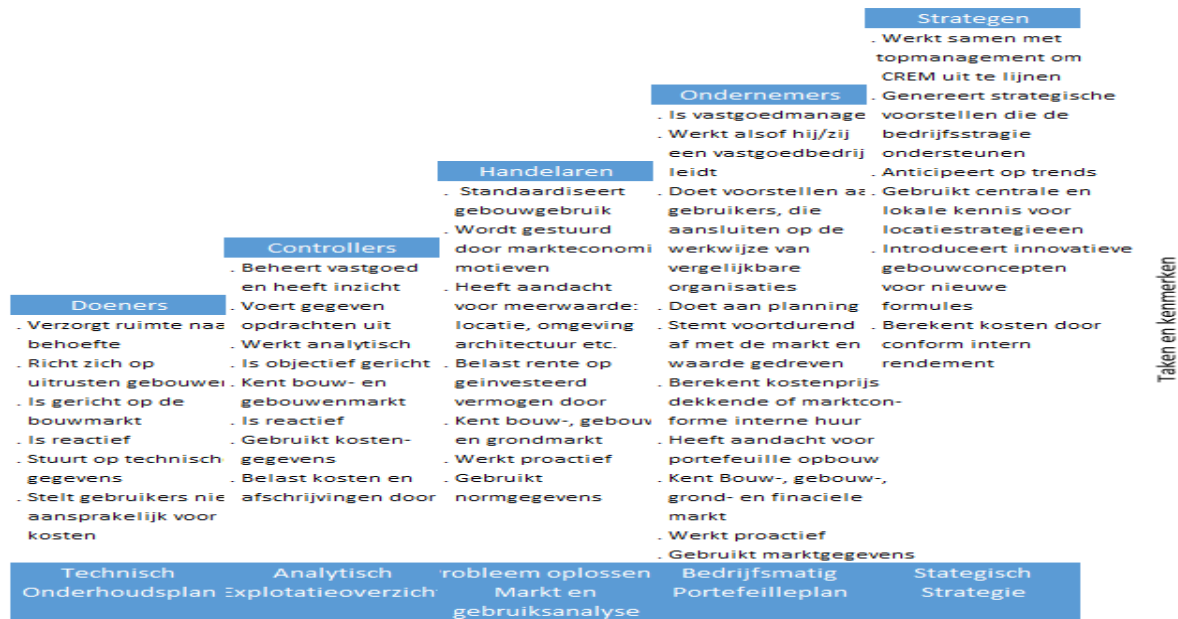 Strategen
. Werkt samen met
topmanagement om
CREM uit te lijnen
. Genereert strategische
voorstellen die de
bedrijfsstragie
ondersteunen
. Anticipeert op trends
. Gebruikt centrale en
lokale kennis voor
locatiestrategieeen
. Introduceert innovatieve
gebouwconcepten
voor nieuwe
formules
. Berekent kosten door
conform intern
rendement
Ondernemers
. Is vastgoedmanage
. Werkt alsof hij/zij
een vastgoedbedrij
leidt
. Doet voorstellen aa
gebruikers, die
aansluiten op de
werkwijze van
vergelijkbare
organisaties
. Doet aan planning
. Stemt voortdurend
af met de markt en
waarde gedreven
. Berekent kostenprijs
dekkende of marktcon-
forme interne huur
. Heeft aandacht voor
portefeuille opbouw
. Kent Bouw-, gebouw-,
grond- en finaciele
markt
. Werkt proactief
. Gebruikt marktgegevens
Handelaren
. Standaardiseert
gebouwgebruik
. Wordt gestuurd
door markteconomi
motieven
. Heeft aandacht
voor meerwaarde:
locatie, omgeving
architectuur etc.
. Belast rente op
geinvesteerd
vermogen door
. Kent bouw-, gebouw
en grondmarkt
. Werkt proactief
. Gebruikt
normgegevens
Controllers
. Beheert vastgoed
en heeft inzicht
. Voert gegeven
opdrachten uit
. Werkt analytisch
. Is objectief gericht
. Kent bouw- en
gebouwenmarkt
. Is reactief
. Gebruikt kosten-
gegevens
. Belast kosten en
afschrijvingen door
Doeners
. Verzorgt ruimte naa
behoefte
. Richt zich op
uitrusten gebouwen
. Is gericht op de
bouwmarkt
. Is reactief
. Stuurt op technisch
gegevens
. Stelt gebruikers nie
aansprakelijk voor
kosten
Taken en kenmerken
Technisch
Onderhoudsplan
Analytisch
Explotatieoverzich
robleem oplossen
Markt en
gebruiksanalyse
Bedrijfsmatig
Portefeilleplan
Stategisch
Strategie